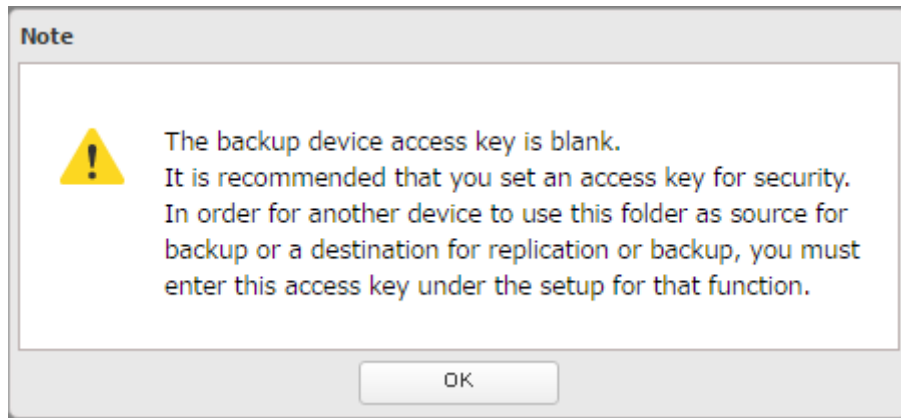 Note
The backup device access key is blank.
It is recommended that you set an access key for security.
In order for another device to use this folder as source for
backup or a destination for replication or backup, you must
enter this access key under the setup for that function.
OK